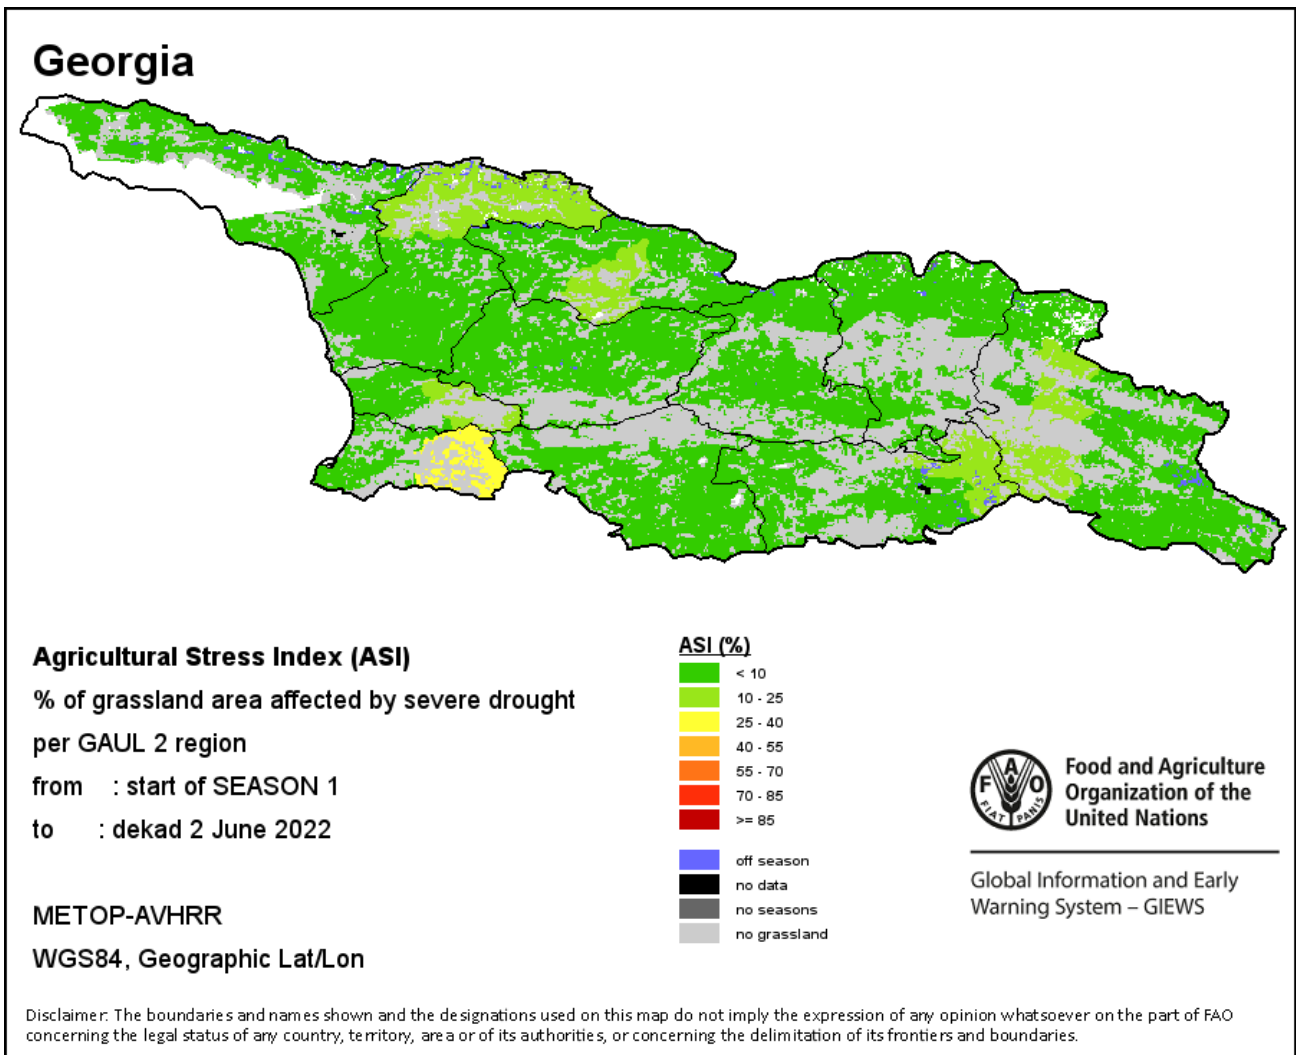 Georgia
Agricultural Stress Index (ASI)
% of grassland area affected by severe drought
per GAUL 2 region
from : start of SEASON 1
to : dekad 2 June 2022
METOP-AVHRR
WGS84, Geographic Lat/Lon
ASI (%)
< 10
10 - 25
25 - 40
40 - 55
55 - 70
70 - 85
>= 85
off season
no data
no seasons
no grassland
F A O
FIAT PANIS
Food and Agriculture
Organization of the
United Nations
Global Information and Early
Warning System – GIEWS
Disclaimer: The boundaries and names shown and the designations used on this map do not imply the expression of any opinion whatsoever on the part of FAO
concerning the legal status of any country, territory, area or of its authorities, or concerning the delimitation of its frontiers and boundaries.